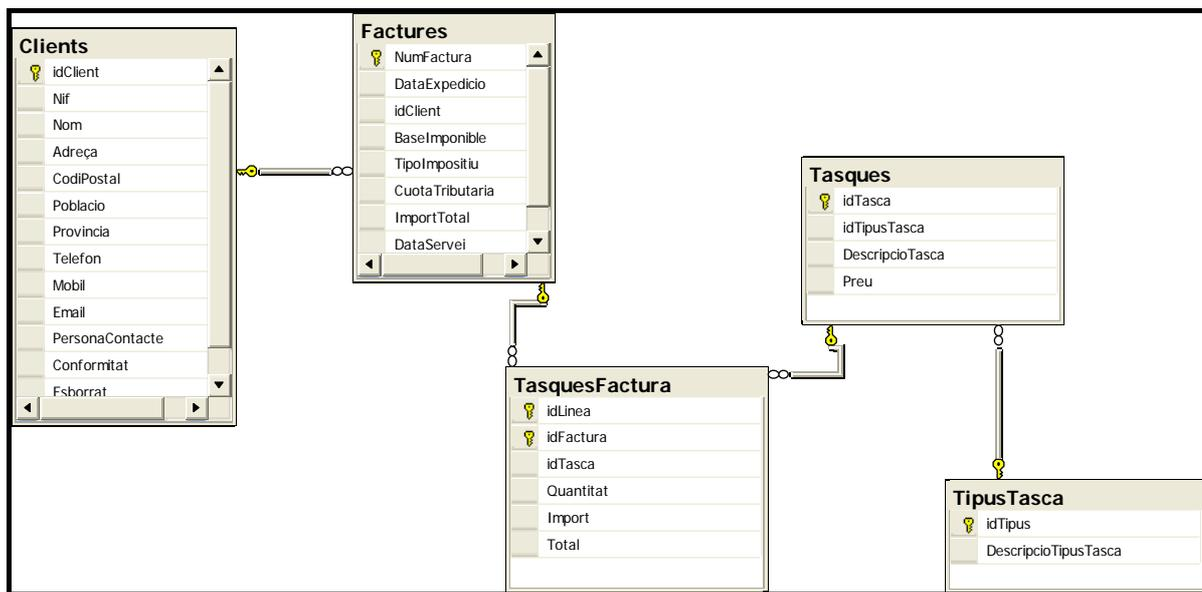 Clients
idClient
Nif
Nom
Adreça
CodiPostal
Poblacio
Provincia
Telefon
Mobil
Email
PersonaContacte
Conformitat
Esborrat
Factures
NumFactura
DataExpedicio
idClient
BaseImponible
TipoImpositiu
CuotaTributaria
ImportTotal
DataServei
Tasques
idTasca
idTipusTasca
DescripcioTasca
Preu
TasquesFactura
idLinea
idFactura
idTasca
Quantitat
Import
Total
TipusTasca
idTipus
DescripcioTipusTasca